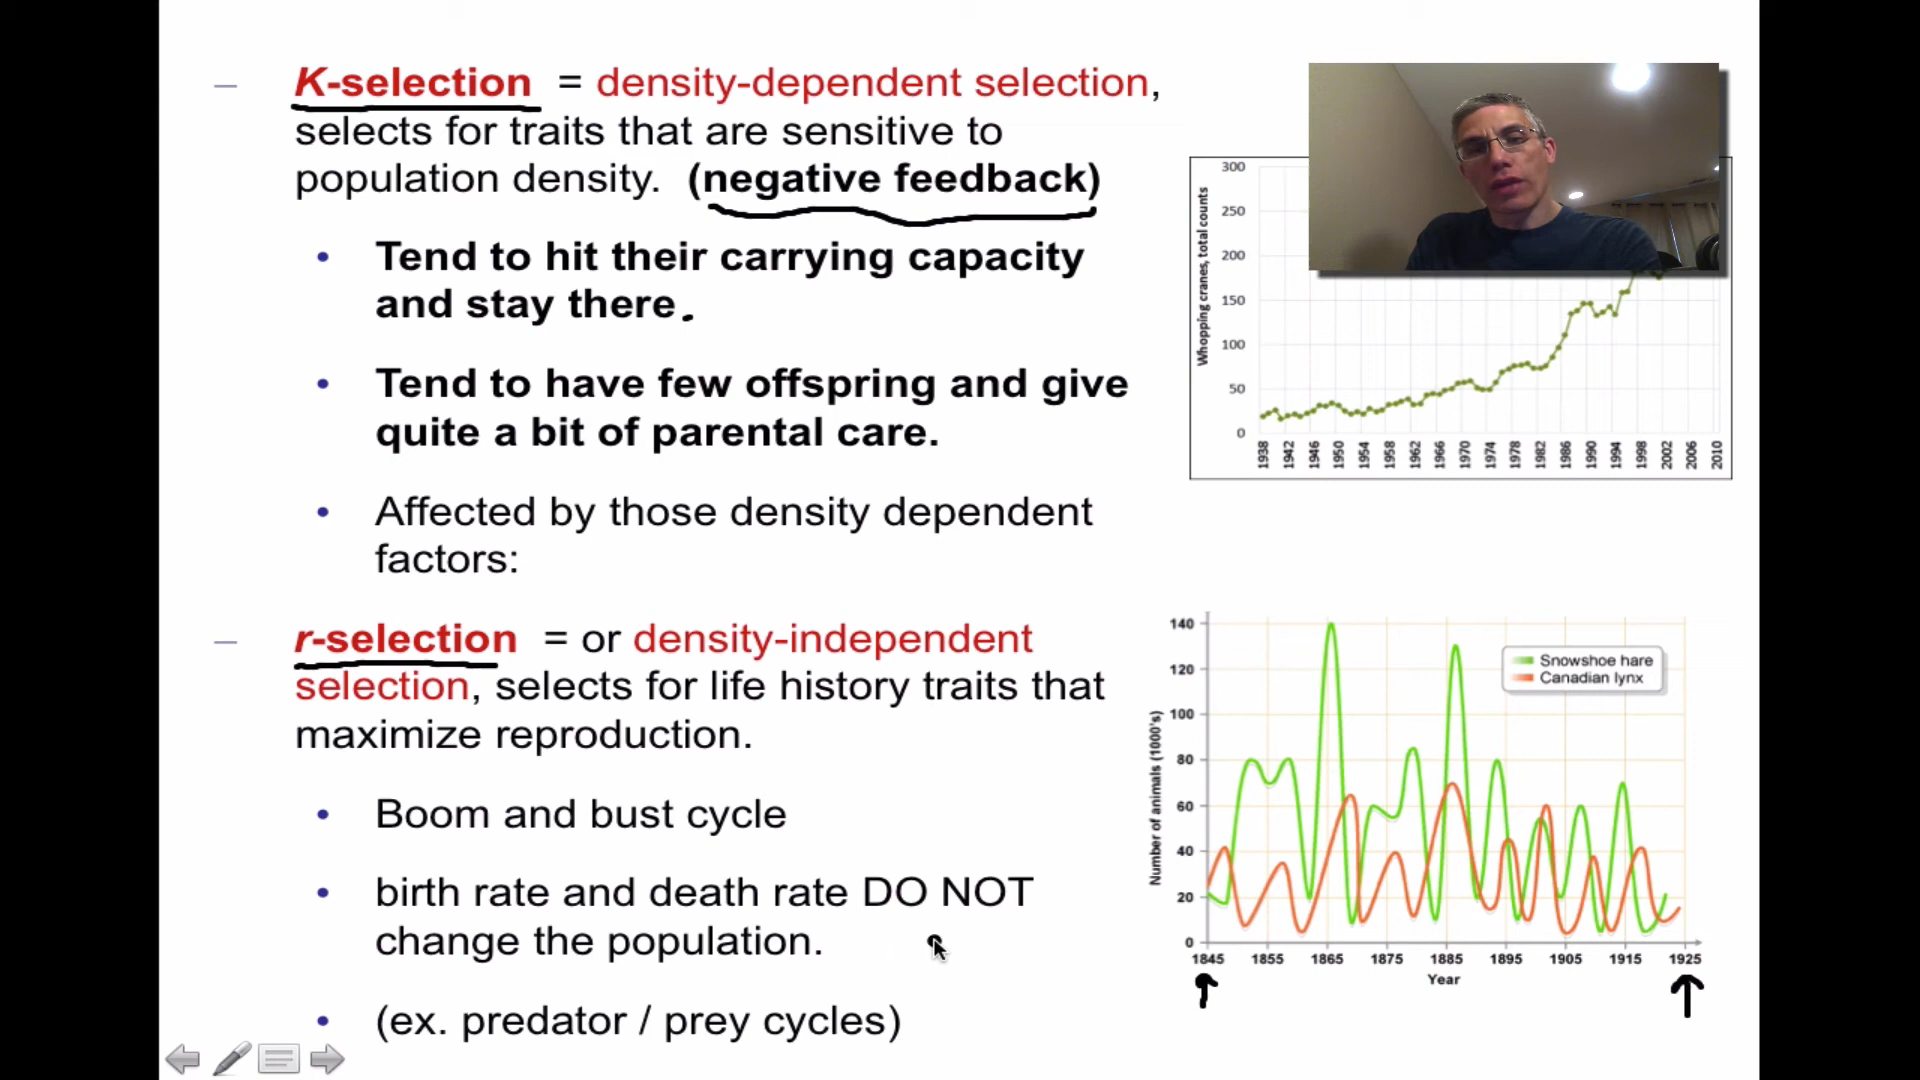 – K-selection = density-dependent selection,
selects for traits that are sensitive to
population density. (negative feedback)
• Tend to hit their carrying capacity
and stay there.
• Tend to have few offspring and give
quite a bit of parental care.
• Affected by those density dependent
factors:
– r-selection = or density-independent
selection, selects for life history traits that
maximize reproduction.
• Boom and bust cycle
• birth rate and death rate DO NOT
change the population.
• (ex. predator / prey cycles)
Whopping cranes, total counts
300
250
200
150
100
50
0
1938 1942 1946 1950 1954 1958 1962 1966 1970 1974 1978 1982 1986 1990 1994 1998 2002 2006 2010
Snowshoe hare
Canadian lynx
Number of animals (1000's)
140
120
100
80
60
40
20
0
1845 1855 1865 1875 1885 1895 1905 1915 1925
Year